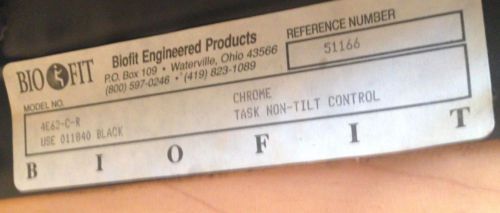 BIO FIT
Biofit Engineered Products
P.O. Box 109 • Waterville, Ohio 43566
(800) 597-0246 • (419) 823-1089
REFERENCE NUMBER
51166
MODEL NO.
4E62-C-R
CHROME
USE 011840 BLACK
TASK NON-TILT CONTROL
B I O F I T